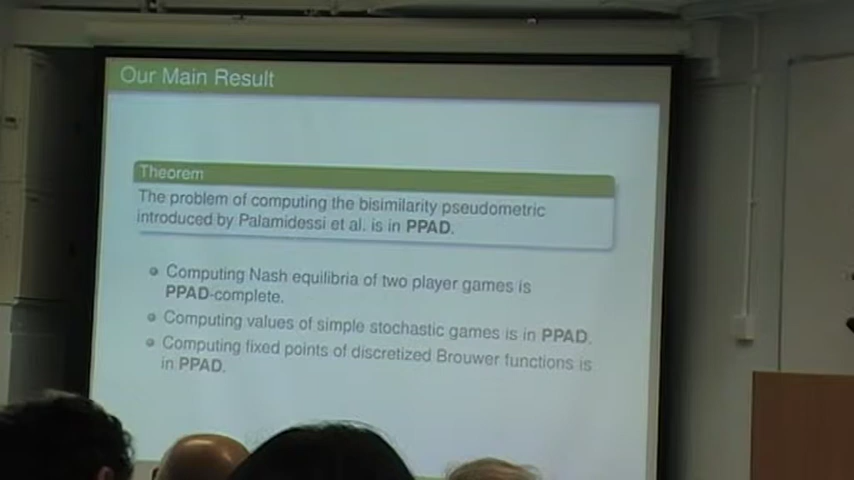 Our Main Result
Theorem
The problem of computing the bisimilarity pseudometric
introduced by Palamidessi et al. is in PPAD.
Computing Nash equilibria of two player games is
PPAD-complete.
Computing values of simple stochastic games is in PPAD.
Computing fixed points of discretized Brouwer functions is
in PPAD.